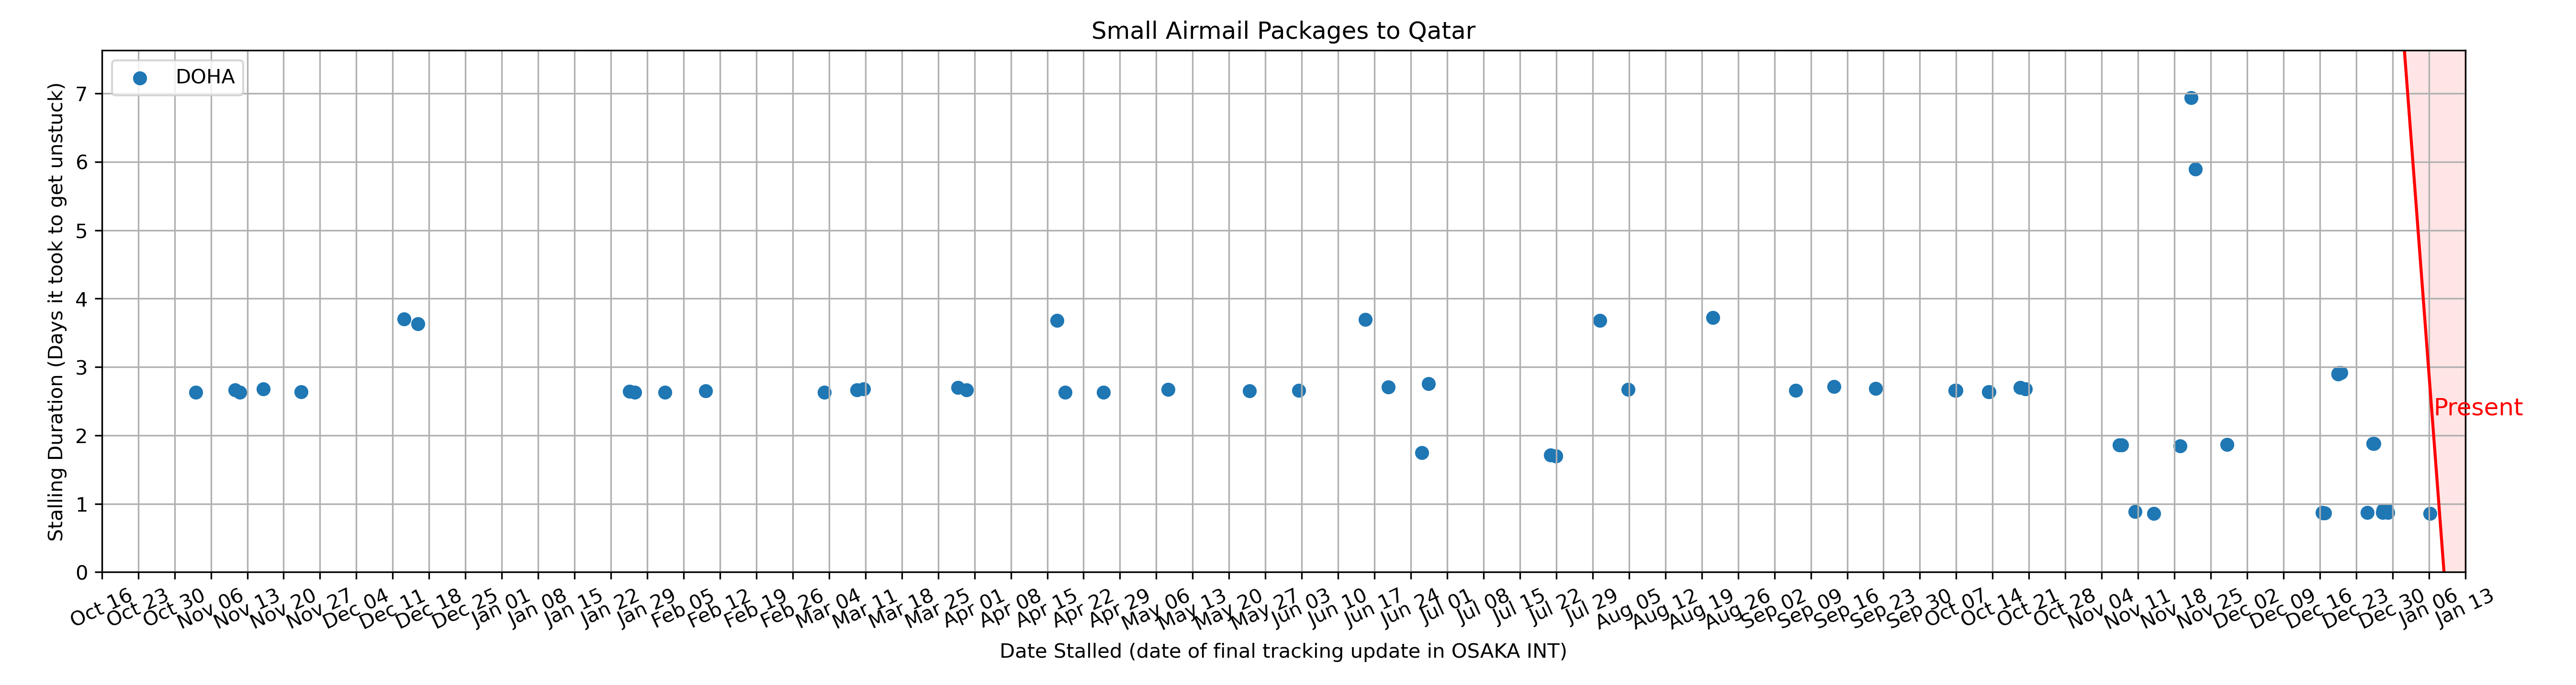 Small Airmail Packages to Qatar
DOHA
Stalling Duration (Days it took to get unstuck)
7
6
5
4
3
2
1
0
Present
Oct 16 Oct 23 Oct 30 Nov 06 Nov 13 Nov 20 Nov 27 Dec 04 Dec 11 Dec 18 Dec 25 Jan 01 Jan 08 Jan 15 Jan 22 Jan 29 Feb 05 Feb 12 Feb 19 Feb 26 Mar 04 Mar 11 Mar 18 Mar 25 Apr 01 Apr 08 Apr 15 Apr 22 Apr 29 May 06 May 13 May 20 May 27 Jun 03 Jun 10 Jun 17 Jun 24 Jul 01 Jul 08 Jul 15 Jul 22 Jul 29 Aug 05 Aug 12 Aug 19 Aug 26 Sep 02 Sep 09 Sep 16 Sep 23 Sep 30 Oct 07 Oct 14 Oct 21 Oct 28 Nov 04 Nov 11 Nov 18 Nov 25 Dec 02 Dec 09 Dec 16 Dec 23 Dec 30 Jan 06 Jan 13
Date Stalled (date of final tracking update in OSAKA INT)